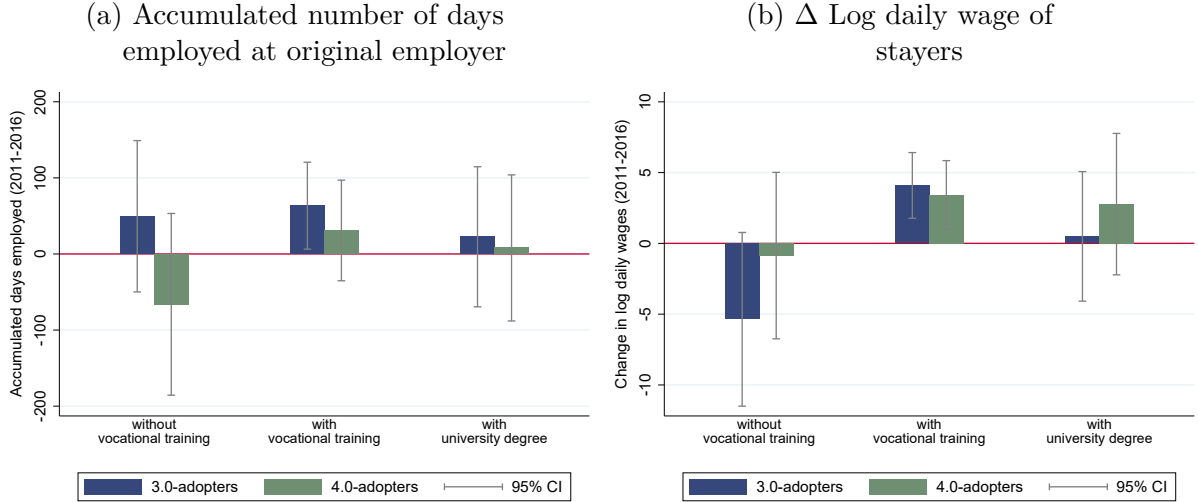 (a) Accumulated number of days
employed at original employer
Accumulated days employed (2011-2016)
200
100
0
-100
-200
without
vocational training
with
vocational training
with
university degree
3.0-adopters
4.0-adopters
95% CI
(b) Δ Log daily wage of
stayers
Change in log daily wages (2011-2016)
10
5
0
-5
-10
without
vocational training
with
vocational training
with
university degree
3.0-adopters
4.0-adopters
95% CI